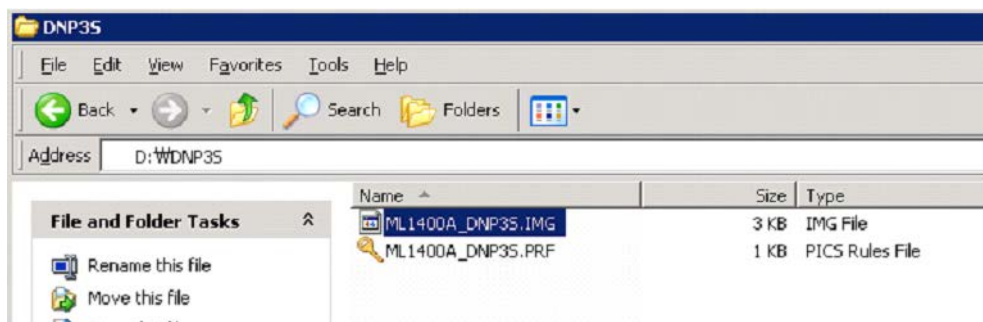 DNP3S
File Edit View Favorites Tools Help
Back Search Folders
Address D:₩DNP3S
Name Size Type
File and Folder Tasks
ML1400A_DNP3S.IMG 3 KB IMG File
ML1400A_DNP3S.PRF 1 KB PICS Rules File
Rename this file
Move this file